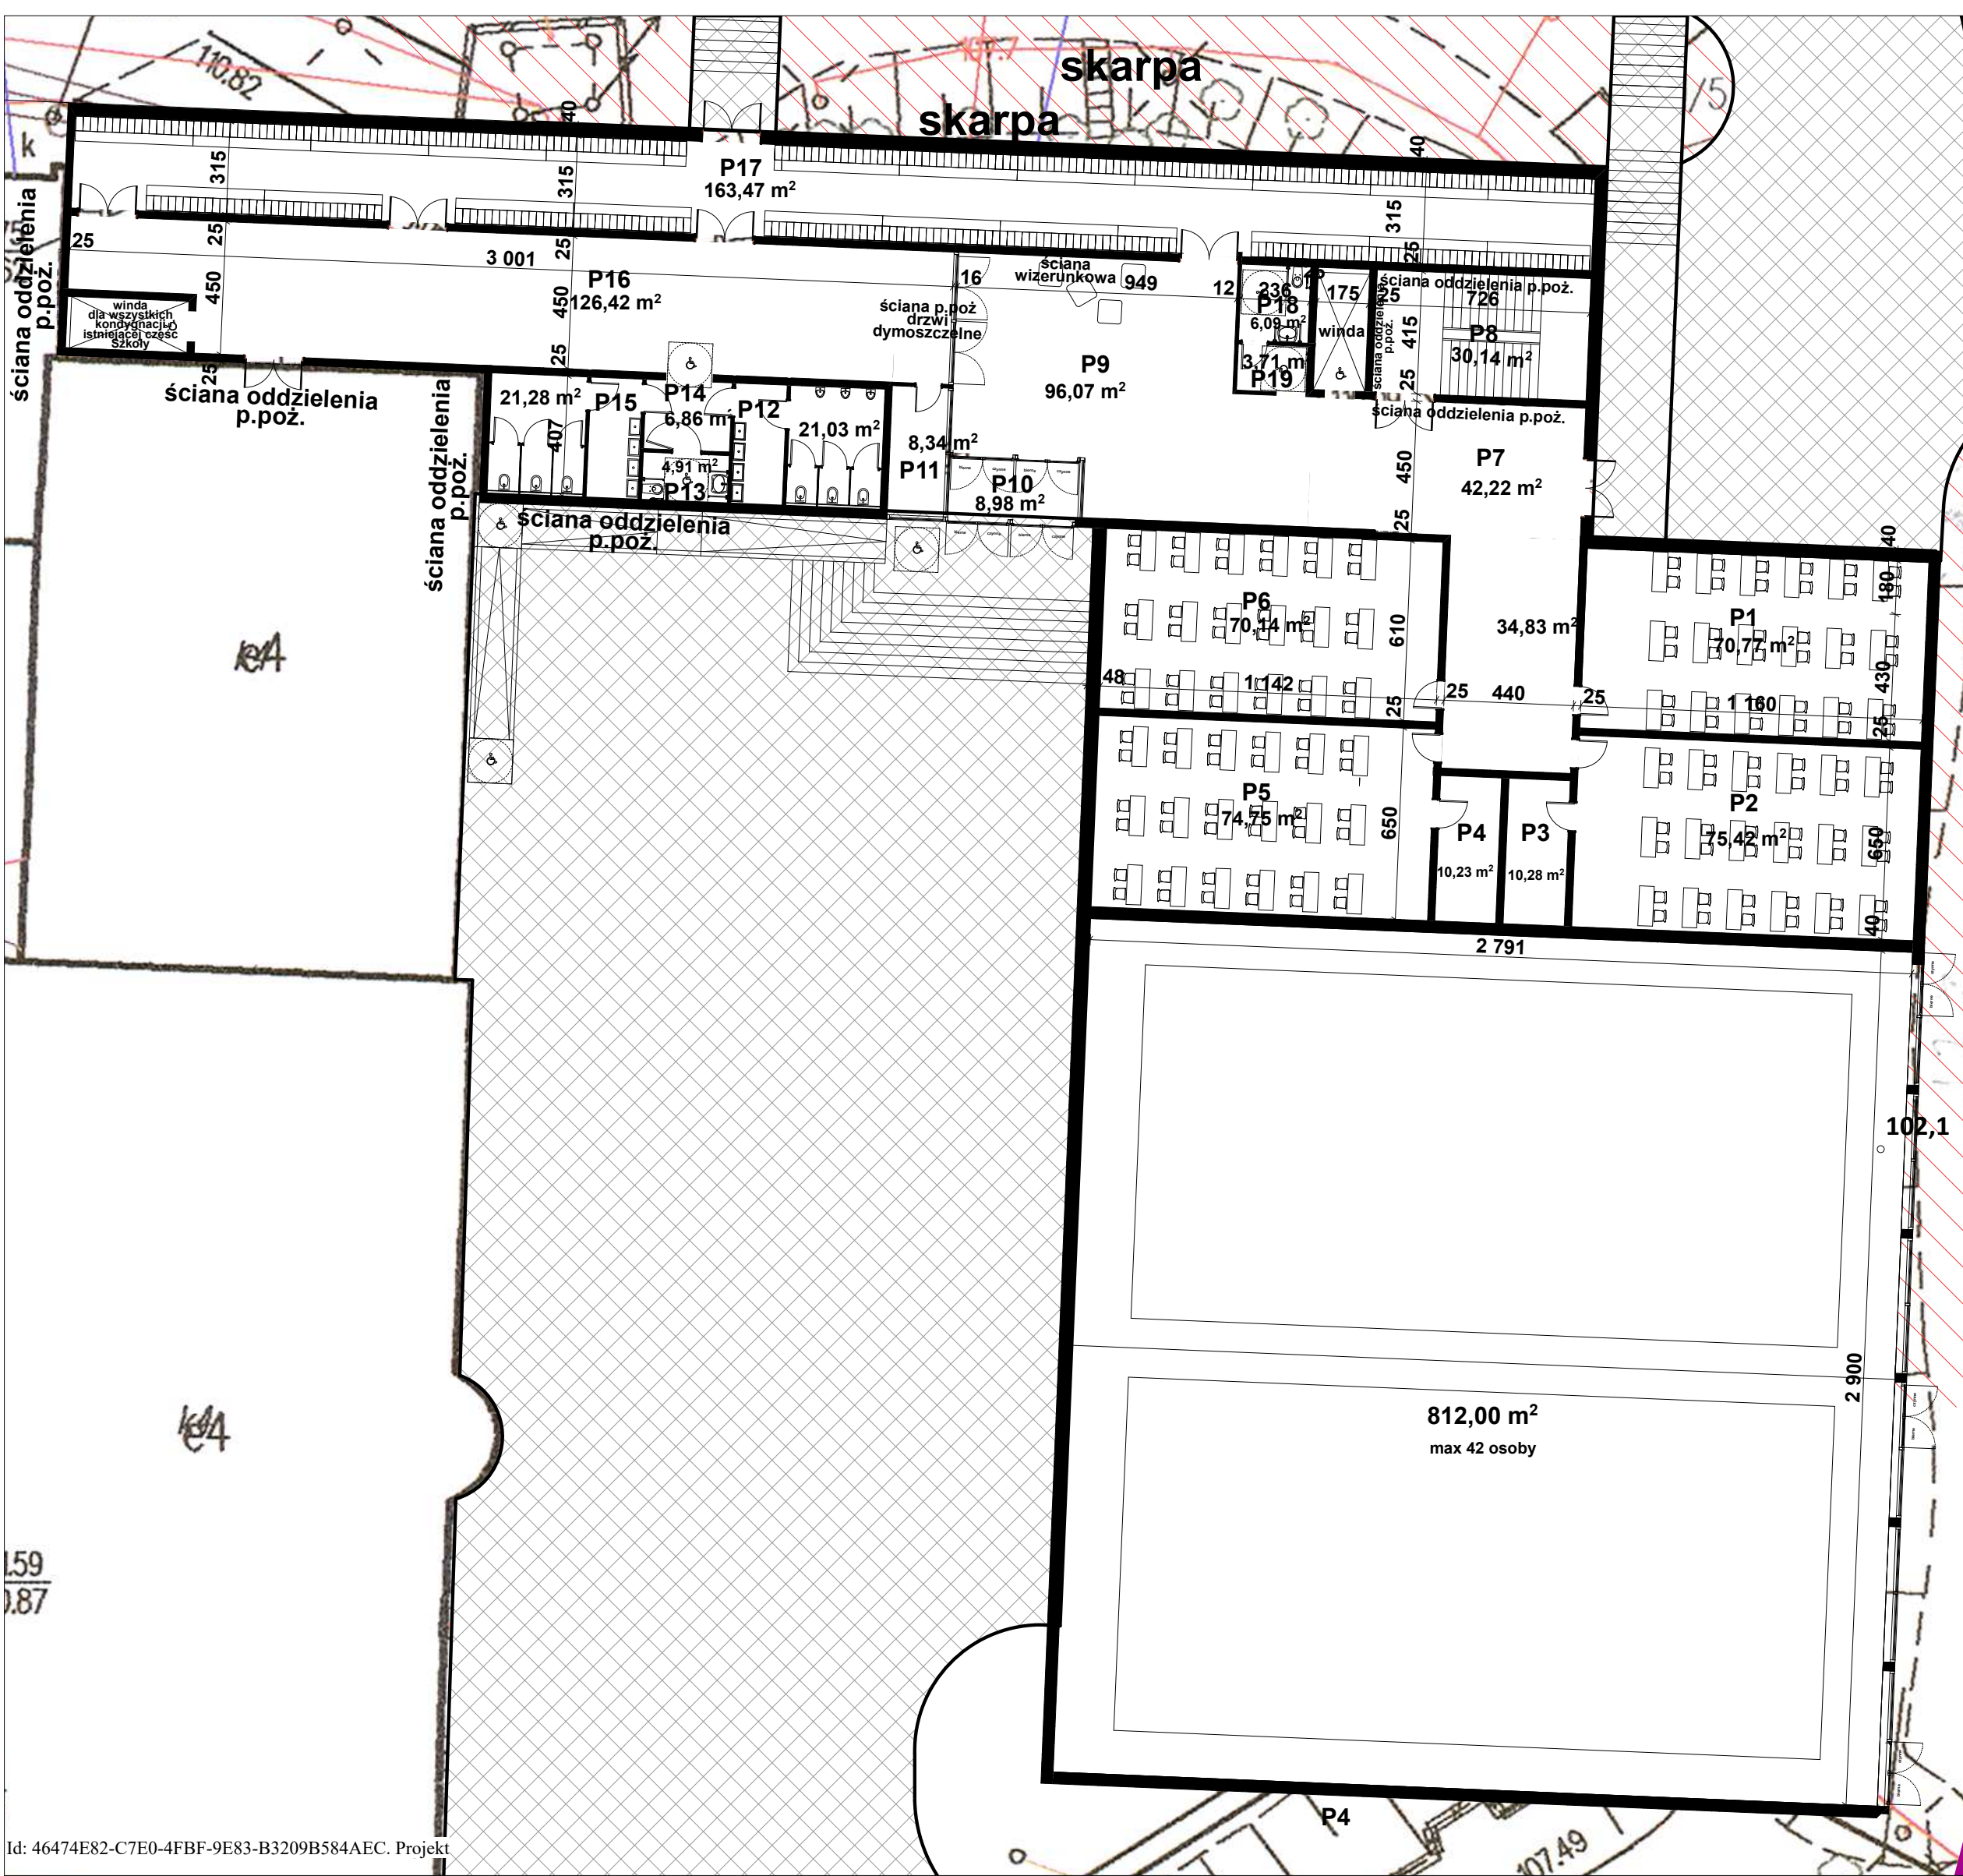 skarpa
skarpa
110.82
107.7
/5
k
40
315
315
P17
163,47 m²
40
315
25
25
25
25
3 001
450
450
P16
126,42 m²
ściana oddzielenia
p.poż.
winda
dla wszystkich
kondygnacji
istniejącej częśc
Szkoły
25
25
ściana oddzielenia
p.poż.
ściana oddzielenia
p.poż.
16
ściana
wizerunkowa
949
12
ściana p.poż
drzwi
dymoszczelne
P9
96,07 m²
236
P18
6,09 m²
3,71 m
P19
175
winda
25
ściana oddzielenia p.poż.
726
ściana oddzielenia
p.poż.
415
P8
30,14 m²
25
ściana oddzielenia p.poż.
21,28 m²
407
P15
P14
6,86 m
4,91 m²
P13
P12
21,03 m²
8,34 m²
P11
P10
8,98 m²
ściana oddzielenia
p.poż.
450
P7
42,22 m²
25
P6
70,14 m²
610
48
1 142
25
25
440
25
34,83 m²
40
180
P1
70,77 m²
430
1 160
25
P5
74,75 m²
650
P4
10,23 m²
P3
10,28 m²
P2
75,42 m²
650
40
2 791
102,1
2 900
812,00 m²
max 42 osoby
159
0.87
P4
107.49
Id: 46474E82-C7E0-4FBF-9E83-B3209B584AEC. Projekt